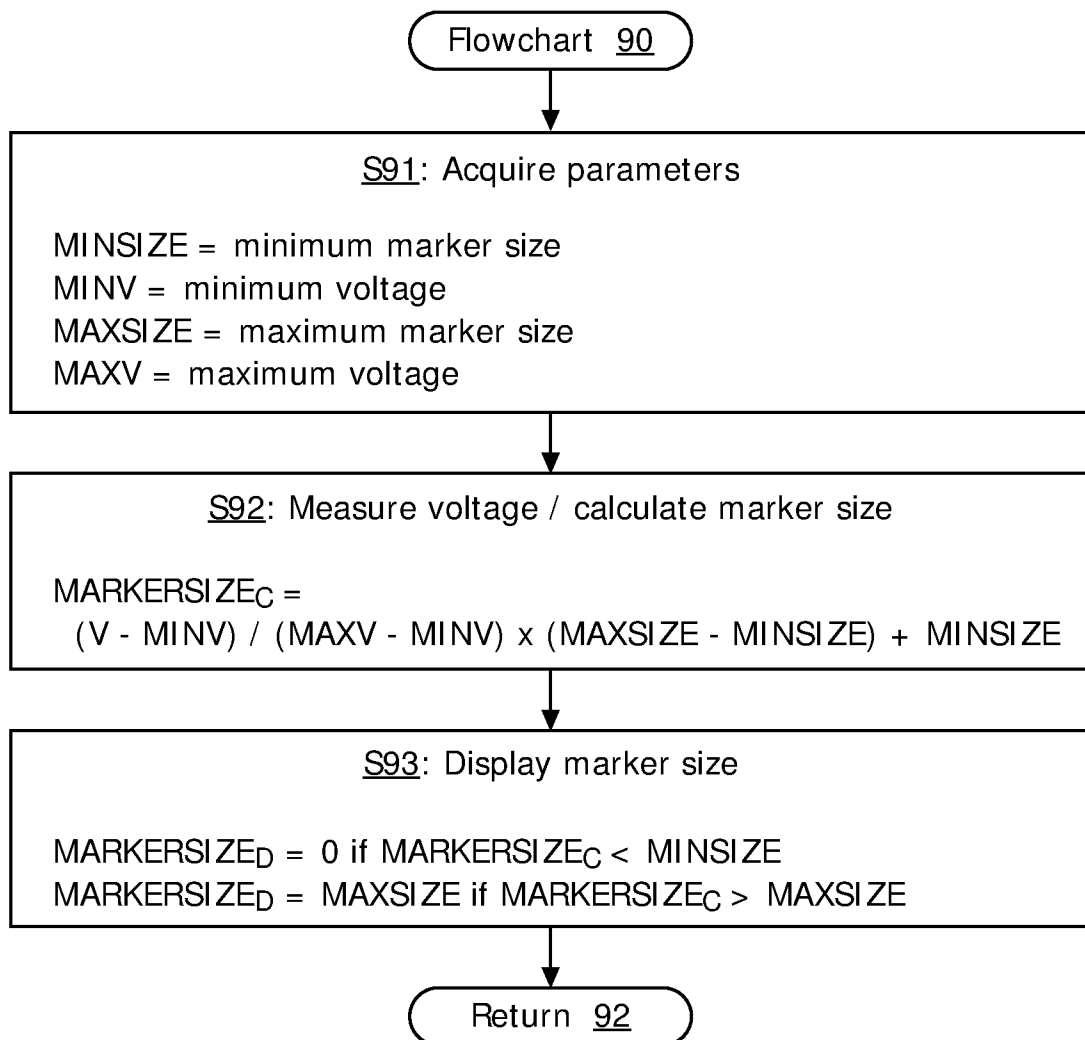 Flowchart 90
S91: Acquire parameters
MINSIZE = minimum marker size
MINV = minimum voltage
MAXSIZE = maximum marker size
MAXV = maximum voltage
S92: Measure voltage / calculate marker size
MARKERSIZEC =
(V - MINV) / (MAXV - MINV) x (MAXSIZE - MINSIZE) + MINSIZE
S93: Display marker size
MARKERSIZED = 0 if MARKERSIZEC < MINSIZE
MARKERSIZED = MAXSIZE if MARKERSIZEC > MAXSIZE
Return 92